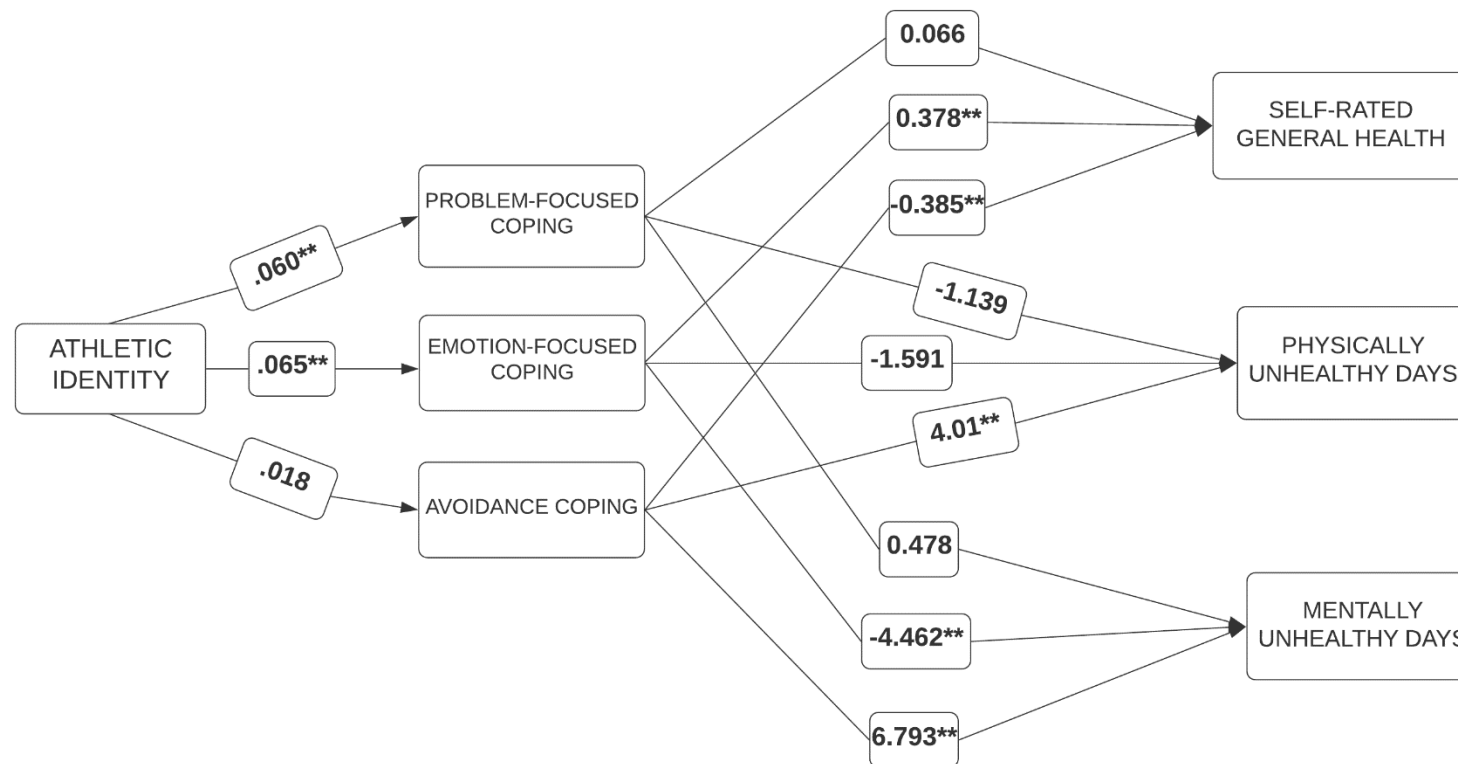 ATHLETIC
IDENTITY
.060**
.065**
.018
PROBLEM-FOCUSED
COPING
EMOTION-FOCUSED
COPING
AVOIDANCE COPING
0.066
0.378**
-0.385**
-1.139
-1.591
4.01**
0.478
-4.462**
6.793**
SELF-RATED
GENERAL HEALTH
PHYSICALLY
UNHEALTHY DAYS
MENTALLY
UNHEALTHY DAYS